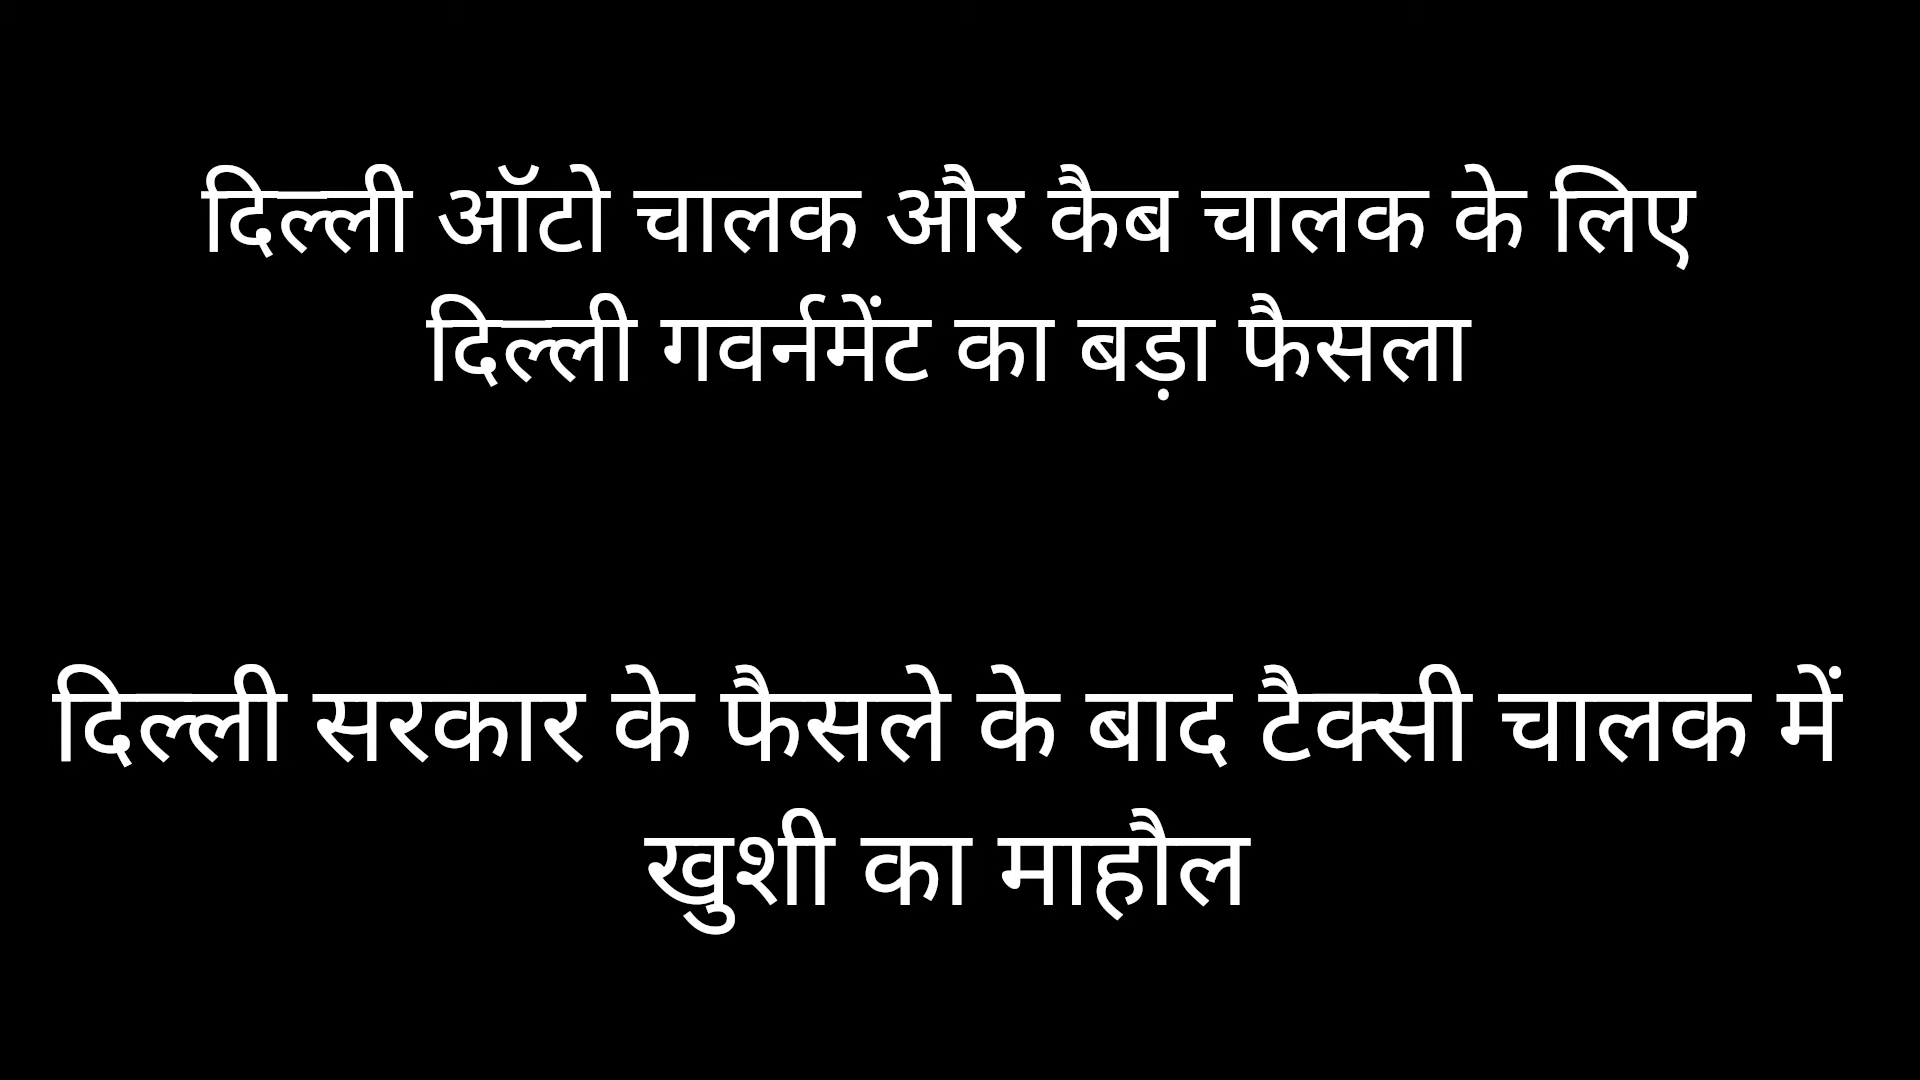 दिल्ली ऑटो चालक और कैब चालक के लिए
दिल्ली गवर्नमेंट का बड़ा फैसला
दिल्ली सरकार के फैसले के बाद टैक्सी चालक में
खुशी का माहौल